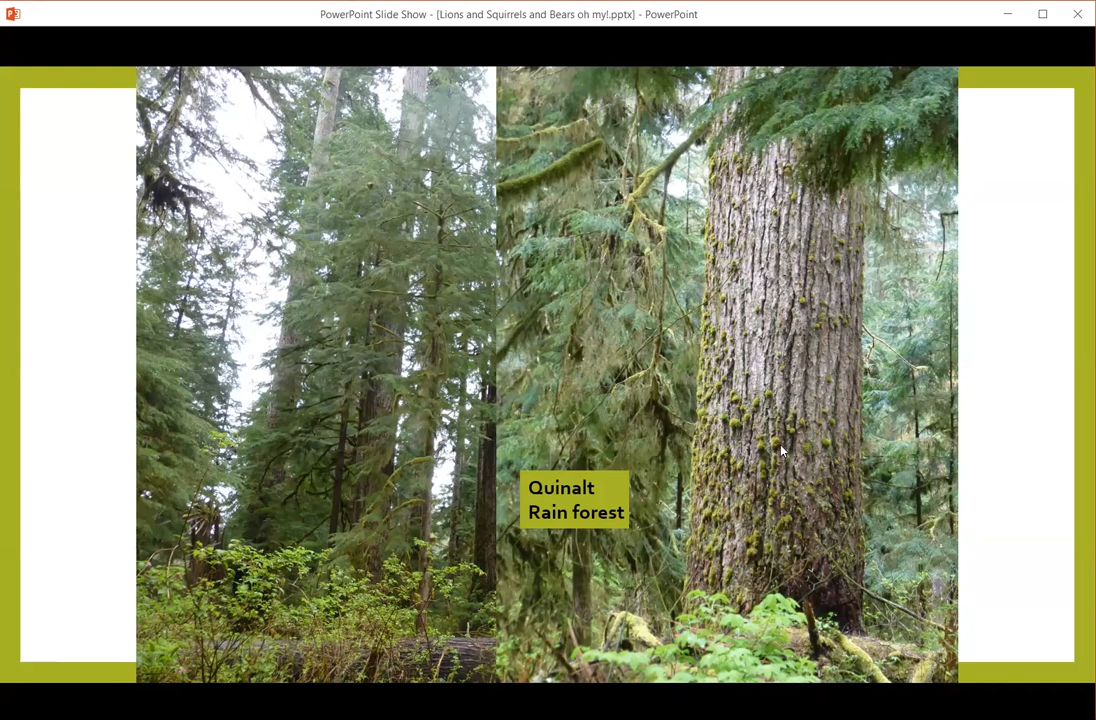 PowerPoint Slide Show - [Lions and Squirrels and Bears oh my!.pptx] - PowerPoint
Quinalt
Rain forest